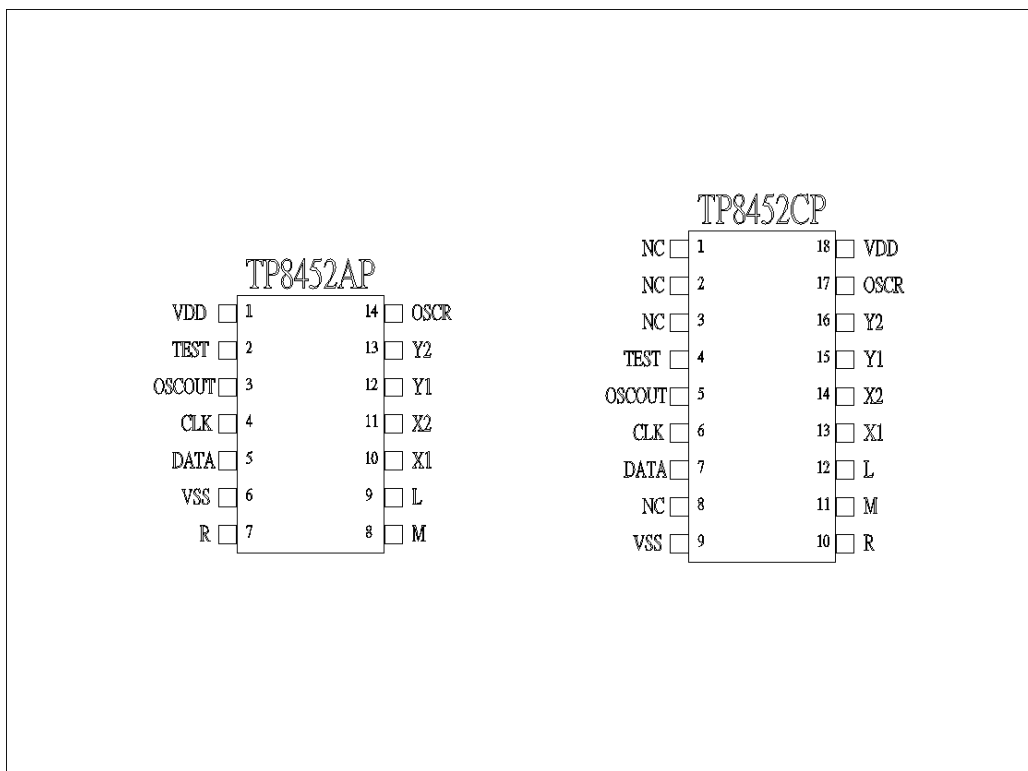 TP8452AP
VDD 1 14 OSCR
TEST 2 13 Y2
OSCOUT 3 12 Y1
CLK 4 11 X2
DATA 5 10 X1
VSS 6 9 L
R 7 8 M
TP8452CP
NC 1 18 VDD
NC 2 17 OSCR
NC 3 16 Y2
TEST 4 15 Y1
OSCOUT 5 14 X2
CLK 6 13 X1
DATA 7 12 L
NC 8 11 M
VSS 9 10 R